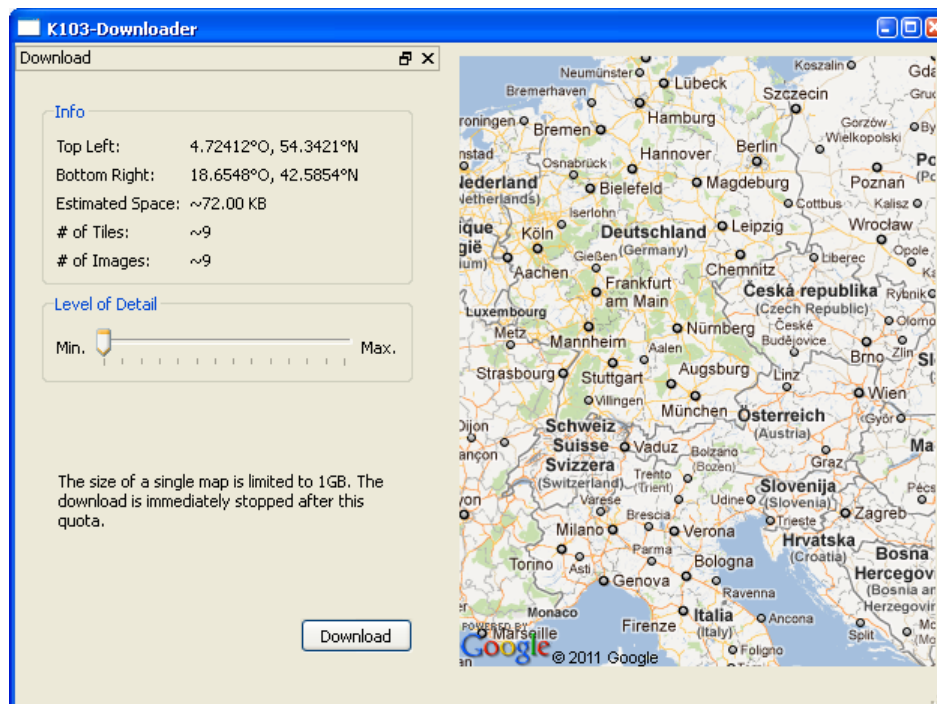 K103-Downloader
Download
Info
Top Left: 4.72412°O, 54.3421°N
Bottom Right: 18.6548°O, 42.5854°N
Estimated Space: ~72.00 KB
# of Tiles: ~9
# of Images: ~9
Level of Detail
Min. Max.
The size of a single map is limited to 1GB. The
download is immediately stopped after this
quota.
Download
Neumünster
Koszalin
Lübeck
Bremerhaven
Szczecin
Hamburg
Bremen
Gorzów
Wielkopolski
Berlin
Hannover
Osnabrück
Poznan
Bielefeld
Magdeburg
Nederland
Cottbus
Kalisz
Iserlohn
Köln
Deutschland
(Germany)
Leipzig
Wrocław
Gießen
Chemnitz
Liberec
Opole
Aachen
Frankfurt
am Main
Česká republika
(Czech Republic)
Luxembourg
Metz
Mannheim
Nürnberg
České
Budějovice
Aalen
Brno
Zlín
Strasbourg
Stuttgart
Augsburg
Linz
Villingen
München
Wien
Österreich
(Austria)
Győr
Dijon
Schweiz
Suisse
Svizzera
(Switzerland)
Vaduz
Bolzano
(Bozen)
Graz
Trento
(Trient)
Slovenija
(Slovenia)
Varese
Udine
Zagreb
Brescia
Trieste
Milano
Verona
Hrvatska
(Croatia)
Torino
Asti
Parma
Bologna
Bosna
Genova
Ravenna
Monaco
Firenze
Italia
(Italy)
Ancona
Split
Marseille
Foligno
POWERED BY
Google
© 2011 Google